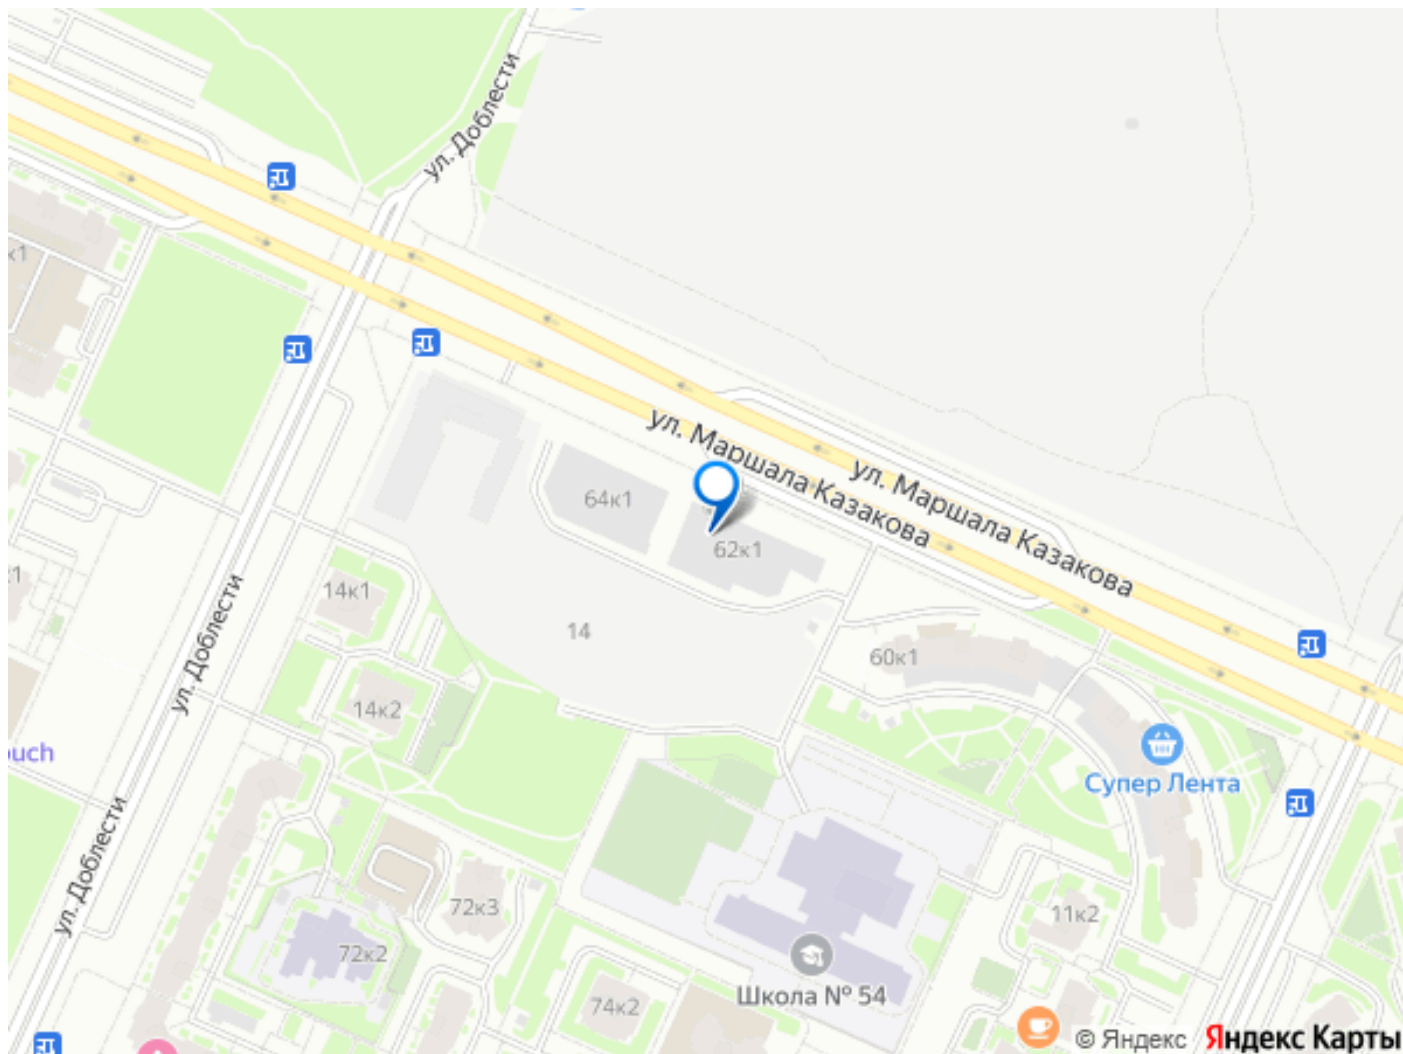 ул. Доблести
к1
ул. Маршала Казакова
ул. Маршала Казакова
64к1
62к1
14к1
14
60к1
ул. Доблести
14к2
Супер Лента
ул. Доблести
72к3
11к2
72к2
Школа № 54
74к2
© Яндекс Яндекс Карты